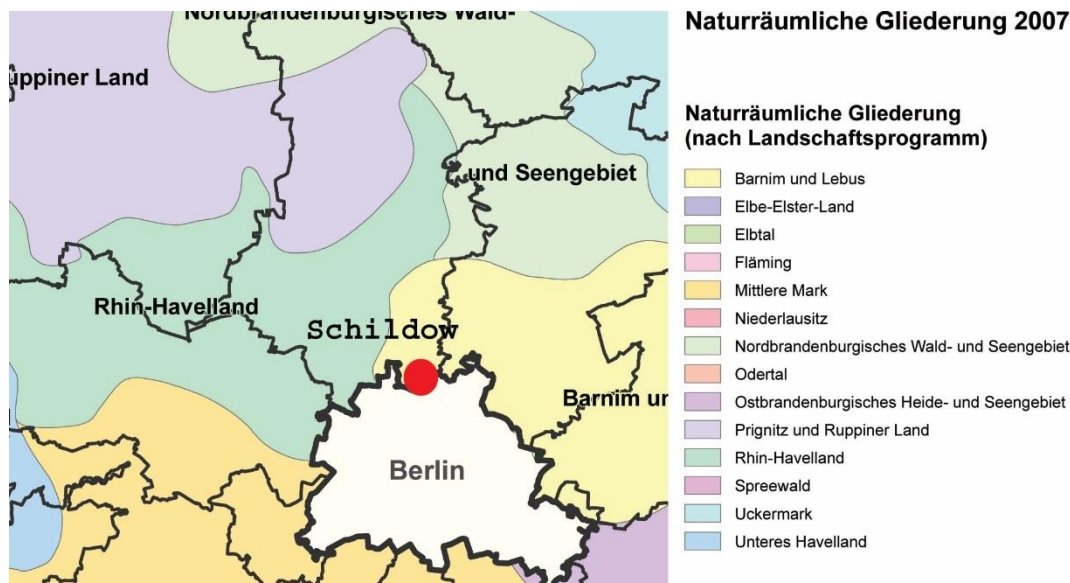 Nordbrandenburgisches Wald-
Naturräumliche Gliederung 2007
uppiner Land
Naturräumliche Gliederung
(nach Landschaftsprogramm)
und Seengebiet
Barnim und Lebus
Elbe-Elster-Land
Elbtal
Fläming
Mittlere Mark
Niederlausitz
Nordbrandenburgisches Wald- und Seengebiet
Odertal
Ostbrandenburgisches Heide- und Seengebiet
Prignitz und Ruppiner Land
Rhin-Havelland
Spreewald
Uckermark
Unteres Havelland
Rhin-Havelland
Schildow
Barnim un
Berlin